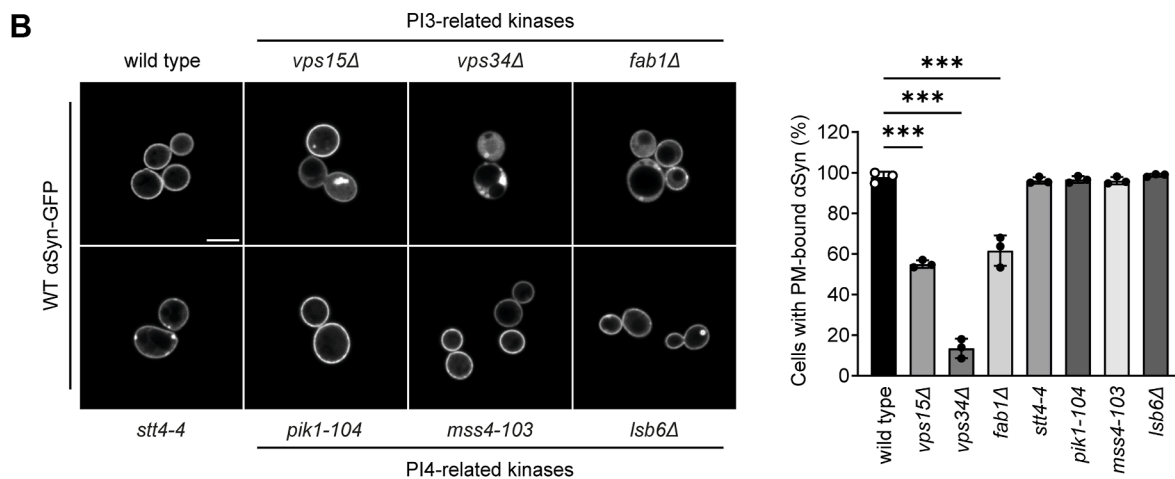 B
PI3-related kinases
wild type vps15Δ vps34Δ fab1Δ
WT αSyn-GFP
stt4-4 pik1-104 mss4-103 lsb6Δ
PI4-related kinases
***
***
***
Cells with PM-bound αSyn (%)
120
100
80
60
40
20
0
wild type
vps15Δ
vps34Δ
fab1Δ
stt4-4
pik1-104
mss4-103
lsb6Δ